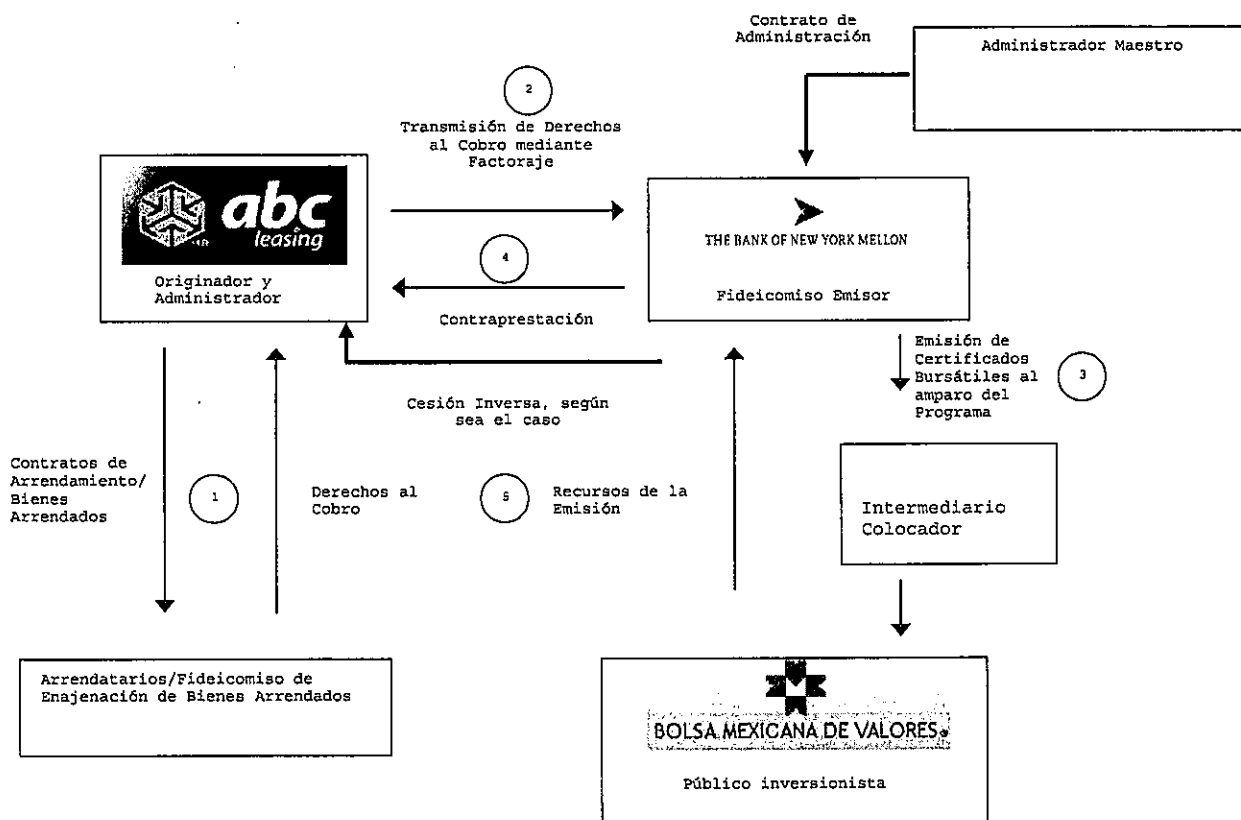 Contrato de
Administración
Administrador Maestro
2
Transmisión de Derechos
al Cobro mediante
Factoraje
abc
leasing
MR
Originador y
Administrador
THE BANK OF NEW YORK MELLON
Fideicomiso Emisor
4
Contraprestación
Emisión de
Certificados
Bursátiles al
amparo del
Programa
3
Cesión Inversa, según
sea el caso
Contratos de
Arrendamiento/
Bienes
Arrendados
1
Derechos al
Cobro
5
Recursos de la
Emisión
Intermediario
Colocador
Arrendatarios/Fideicomiso de
Enajenación de Bienes Arrendados
BOLSA MEXICANA DE VALORES
Público inversionista